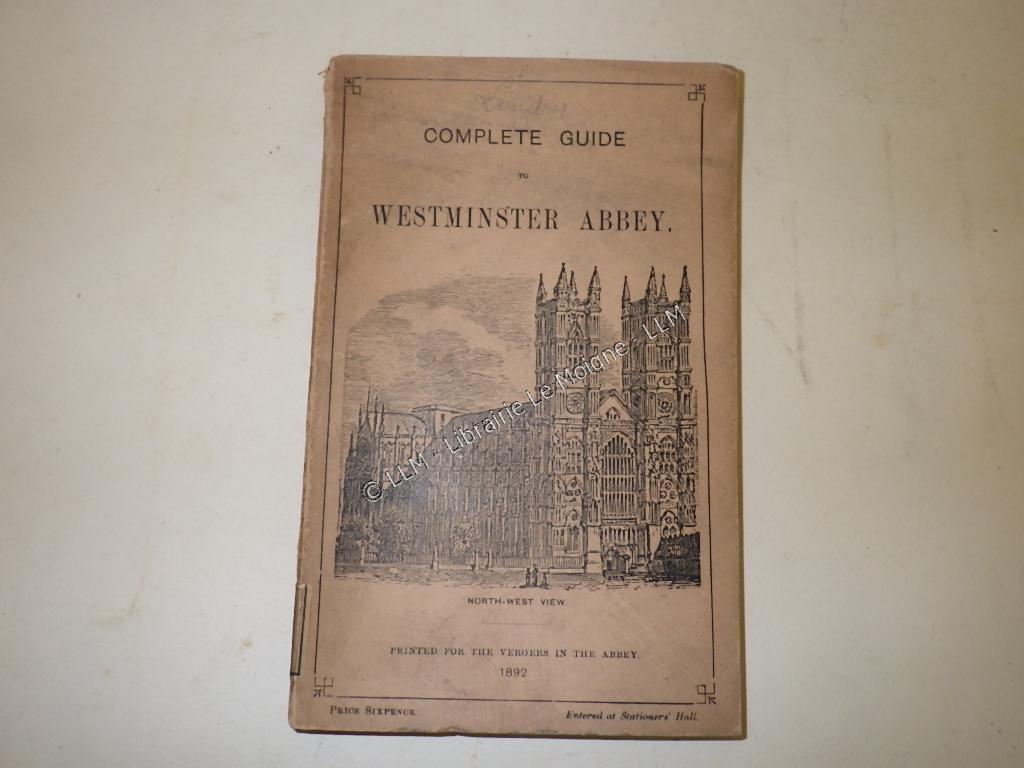 Landry
COMPLETE GUIDE
TO
WESTMINSTER ABBEY.
© LLM - Librairie Le Moigne - LLM
NORTH-WEST VIEW
PRINTED FOR THE VERGERS IN THE ABBEY.
1892
PRICE SIXPENCE.
Entered at Stationers' Hall.